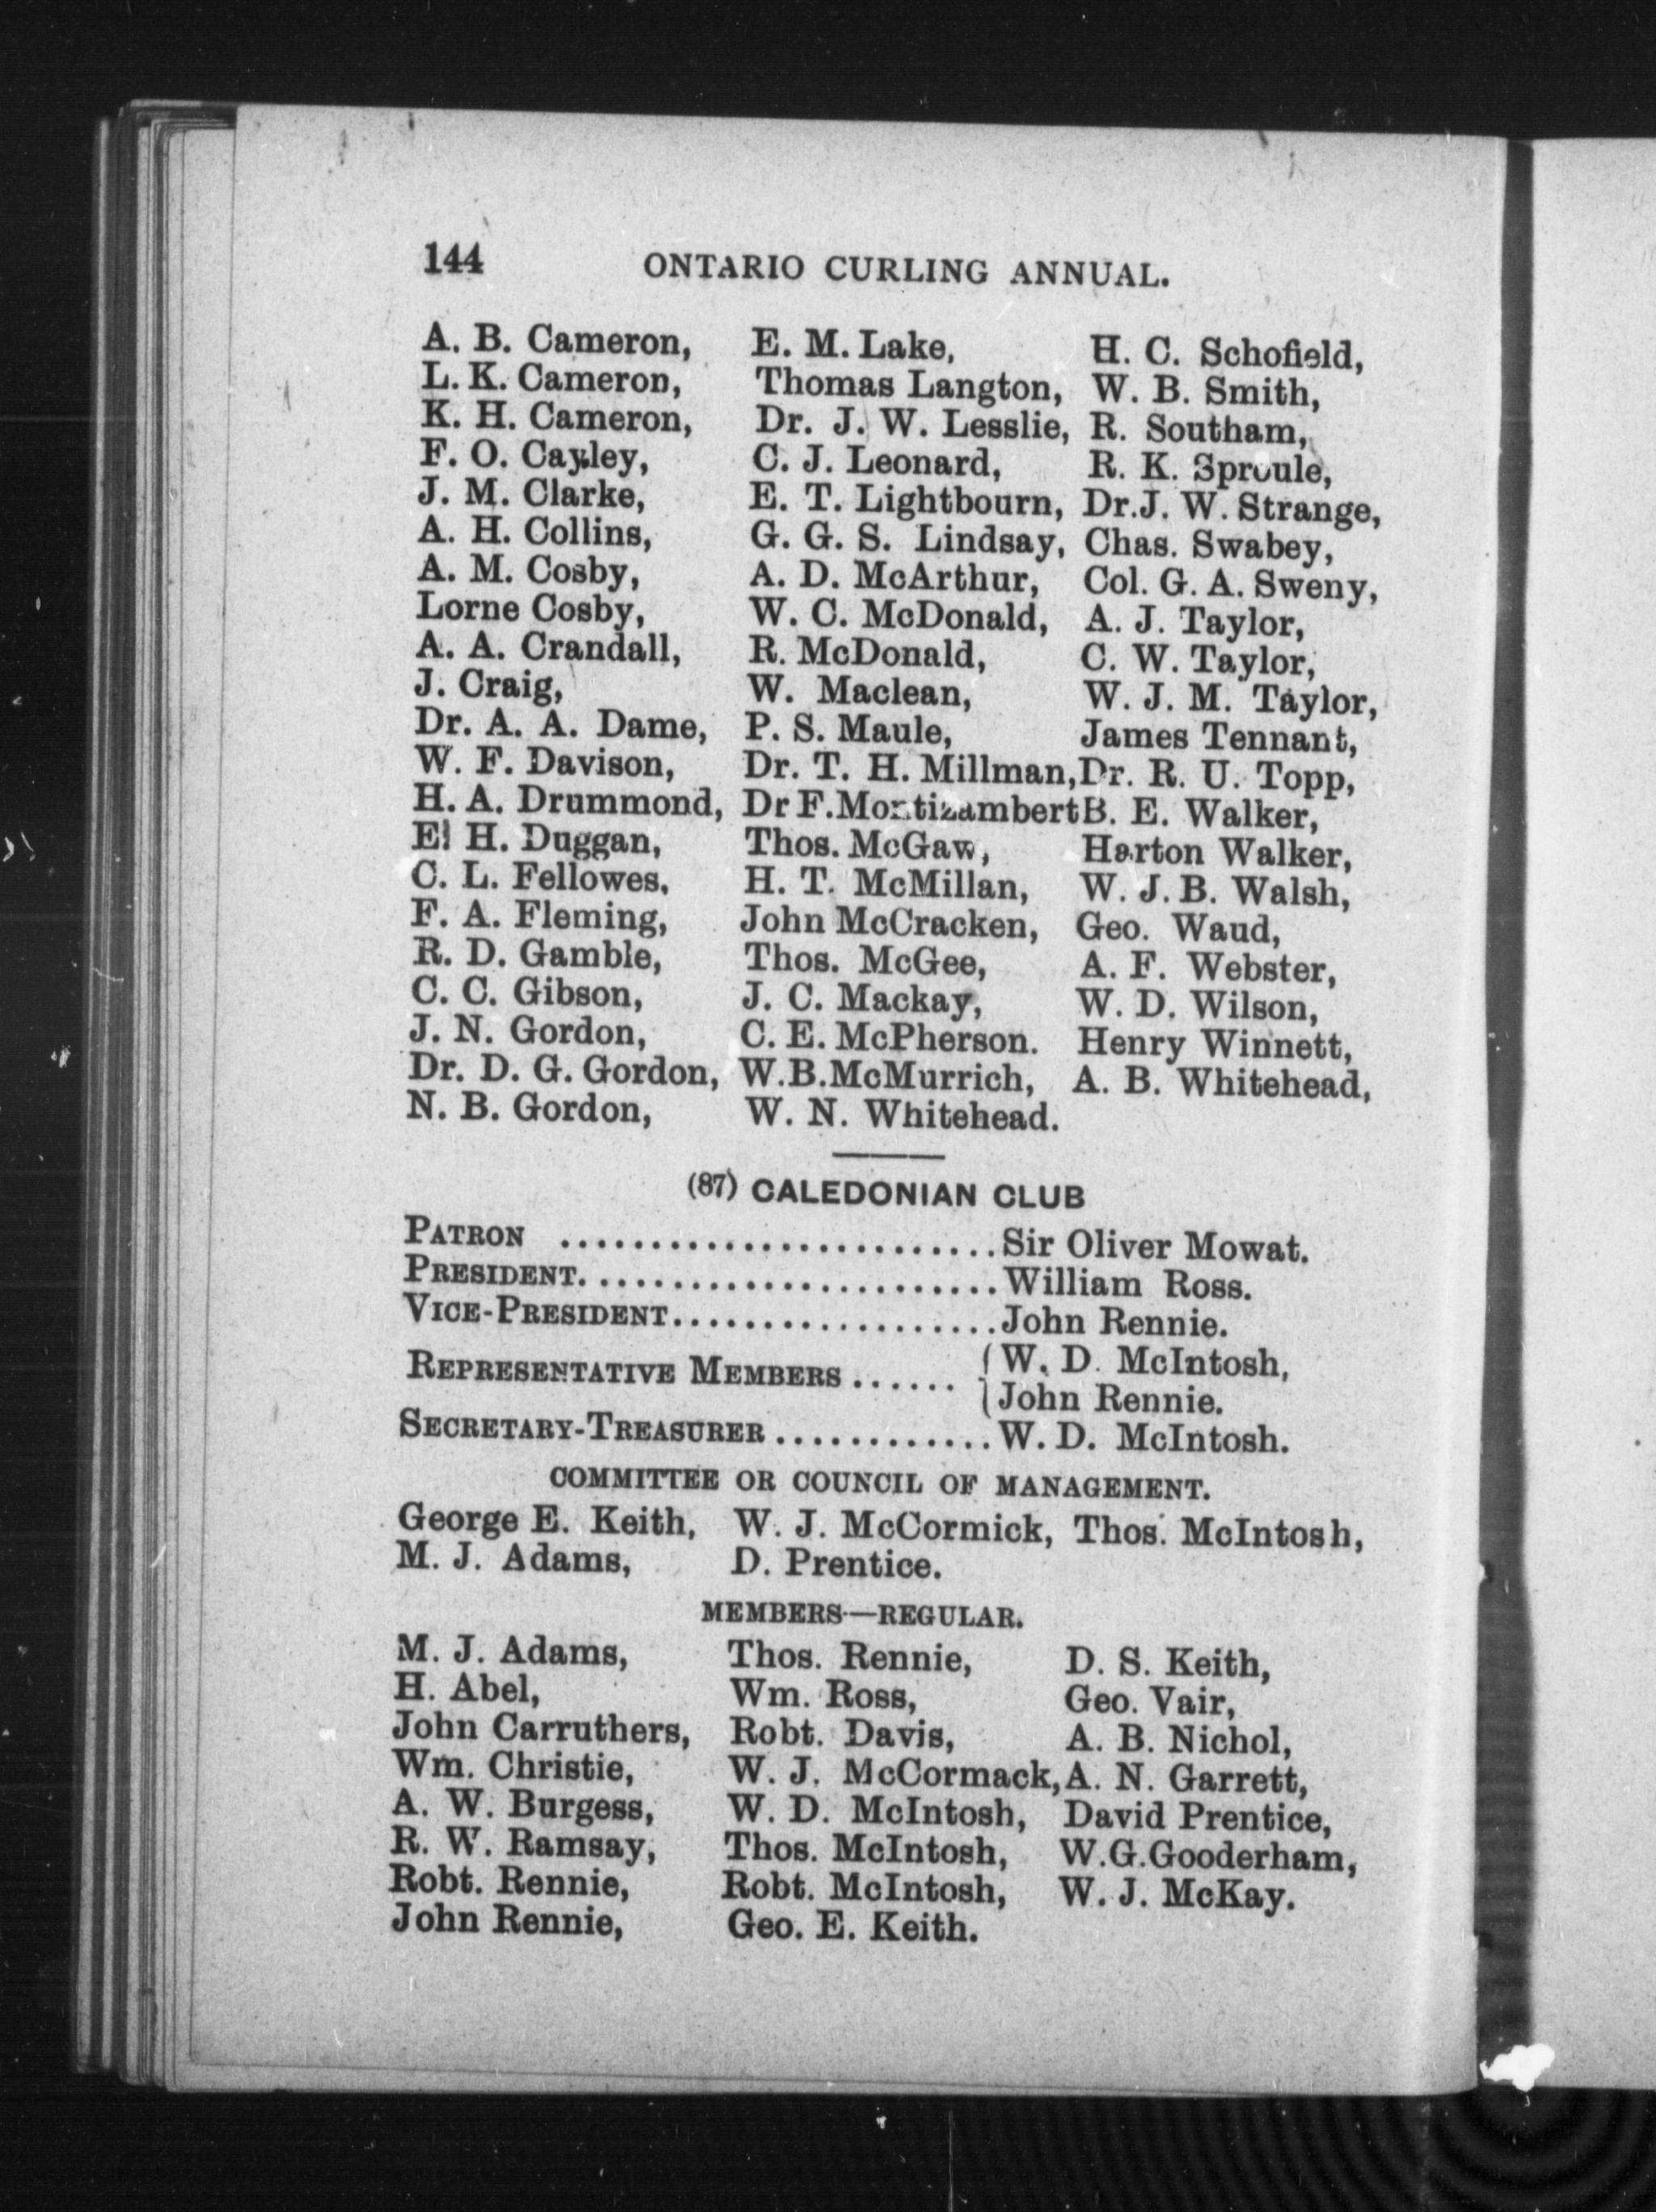 144 ONTARIO CURLING ANNUAL.
A. B. Cameron, E. M. Lake, H. C. Schofield,
L. K. Cameron, Thomas Langton, W. B. Smith,
K. H. Cameron, Dr. J. W. Lesslie, R. Southam,
F. O. Cayley, C. J. Leonard, R. K. Sproule,
J. M. Clarke, E. T. Lightbourn, Dr. J. W. Strange,
A. H. Collins, G. G. S. Lindsay, Chas. Swabey,
A. M. Cosby, A. D. McArthur, Col. G. A. Sweny,
Lorne Cosby, W. C. McDonald, A. J. Taylor,
A. A. Crandall, R. McDonald, C. W. Taylor,
J. Craig, W. Maclean, W. J. M. Taylor,
Dr. A. A. Dame, P. S. Maule, James Tennant,
W. F. Davison, Dr. T. H. Millman, Dr. R. U. Topp,
H. A. Drummond, Dr F. Montizambert B. E. Walker,
E. H. Duggan, Thos. McGaw, Harton Walker,
C. L. Fellowes, H. T. McMillan, W. J. B. Walsh,
F. A. Fleming, John McCracken, Geo. Waud,
R. D. Gamble, Thos. McGee, A. F. Webster,
C. C. Gibson, J. C. Mackay, W. D. Wilson,
J. N. Gordon, C. E. McPherson. Henry Winnett,
Dr. D. G. Gordon, W.B.McMurrich, A. B. Whitehead,
N. B. Gordon, W. N. Whitehead.
(87) CALEDONIAN CLUB
PATRON ........................ Sir Oliver Mowat.
PRESIDENT........................ William Ross.
VICE-PRESIDENT.................. John Rennie.
REPRESENTATIVE MEMBERS ...... { W. D. McIntosh,
John Rennie.
SECRETARY-TREASURER ............ W. D. McIntosh.
COMMITTEE OR COUNCIL OF MANAGEMENT.
George E. Keith, W. J. McCormick, Thos. McIntosh,
M. J. Adams, D. Prentice.
MEMBERS—REGULAR.
M. J. Adams, Thos. Rennie, D. S. Keith,
H. Abel, Wm. Ross, Geo. Vair,
John Carruthers, Robt. Davis, A. B. Nichol,
Wm. Christie, W. J. McCormack, A. N. Garrett,
A. W. Burgess, W. D. McIntosh, David Prentice,
R. W. Ramsay, Thos. McIntosh, W.G.Gooderham,
Robt. Rennie, Robt. McIntosh, W. J. McKay.
John Rennie, Geo. E. Keith.